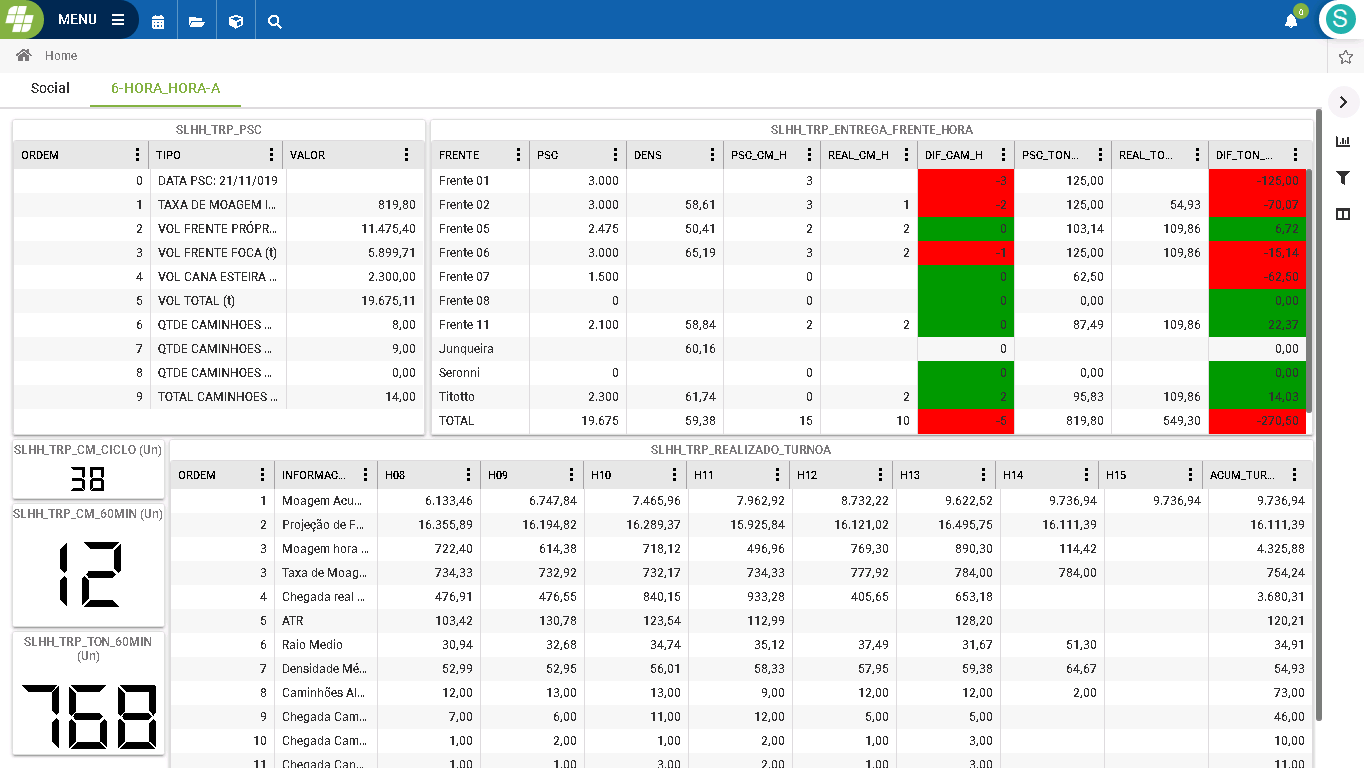 MENU
0
S
Home
Social 6-HORA_HORA-A
SLHH_TRP_PSC
ORDEM TIPO VALOR
0 DATA PSC: 21/11/019
1 TAXA DE MOAGEM I... 819,80
2 VOL FRENTE PRÓPR... 11.475,40
3 VOL FRENTE FOCA (t) 5.899,71
4 VOL CANA ESTEIRA ... 2.300,00
5 VOL TOTAL (t) 19.675,11
6 QTDE CAMINHOES ... 8,00
7 QTDE CAMINHOES ... 9,00
8 QTDE CAMINHOES ... 0,00
9 TOTAL CAMINHOES ... 14,00
SLHH_TRP_ENTREGA_FRENTE_HORA
FRENTE PSC DENS PSC_CM_H REAL_CM_H DIF_CAM_H PSC_TON... REAL_TO... DIF_TON_...
Frente 01 3.000 3 -3 125,00 -125,00
Frente 02 3.000 58,61 3 1 -2 125,00 54,93 -70,07
Frente 05 2.475 50,41 2 2 0 103,14 109,86 6,72
Frente 06 3.000 65,19 3 2 -1 125,00 109,86 -15,14
Frente 07 1.500 0 0 62,50 -62,50
Frente 08 0 0 0 0,00 0,00
Frente 11 2.100 58,84 2 2 0 87,49 109,86 22,37
Junqueira 60,16 0 0,00
Seronni 0 0 0 0,00 0,00
Titotto 2.300 61,74 0 2 2 95,83 109,86 14,03
TOTAL 19.675 59,38 15 10 -5 819,80 549,30 -270,50
SLHH_TRP_CM_CICLO (Un)
38
SLHH_TRP_CM_60MIN (Un)
12
SLHH_TRP_TON_60MIN
(Un)
768
SLHH_TRP_REALIZADO_TURNOA
ORDEM INFORMAC... H08 H09 H10 H11 H12 H13 H14 H15 ACUM_TUR...
1 Moagem Acu... 6.133,46 6.747,84 7.465,96 7.962,92 8.732,22 9.622,52 9.736,94 9.736,94 9.736,94
2 Projeção de F... 16.355,89 16.194,82 16.289,37 15.925,84 16.121,02 16.495,75 16.111,39 16.111,39
3 Moagem hora ... 722,40 614,38 718,12 496,96 769,30 890,30 114,42 4.325,88
3 Taxa de Moag... 734,33 732,92 732,17 734,33 777,92 784,00 784,00 754,24
4 Chegada real ... 476,91 476,55 840,15 933,28 405,65 653,18 3.680,31
5 ATR 103,42 130,78 123,54 112,99 128,20 120,21
6 Raio Medio 30,94 32,68 34,74 35,12 37,49 31,67 51,30 34,91
7 Densidade Mé... 52,99 52,95 56,01 58,33 57,95 59,38 64,67 54,93
8 Caminhões Al... 12,00 13,00 13,00 9,00 12,00 12,00 2,00 73,00
9 Chegada Cam... 7,00 6,00 11,00 12,00 5,00 5,00 46,00
10 Chegada Cam... 1,00 2,00 1,00 2,00 1,00 3,00 10,00
11 Chegada Can... 1,00 1,00 3,00 2,00 1,00 3,00 11,00